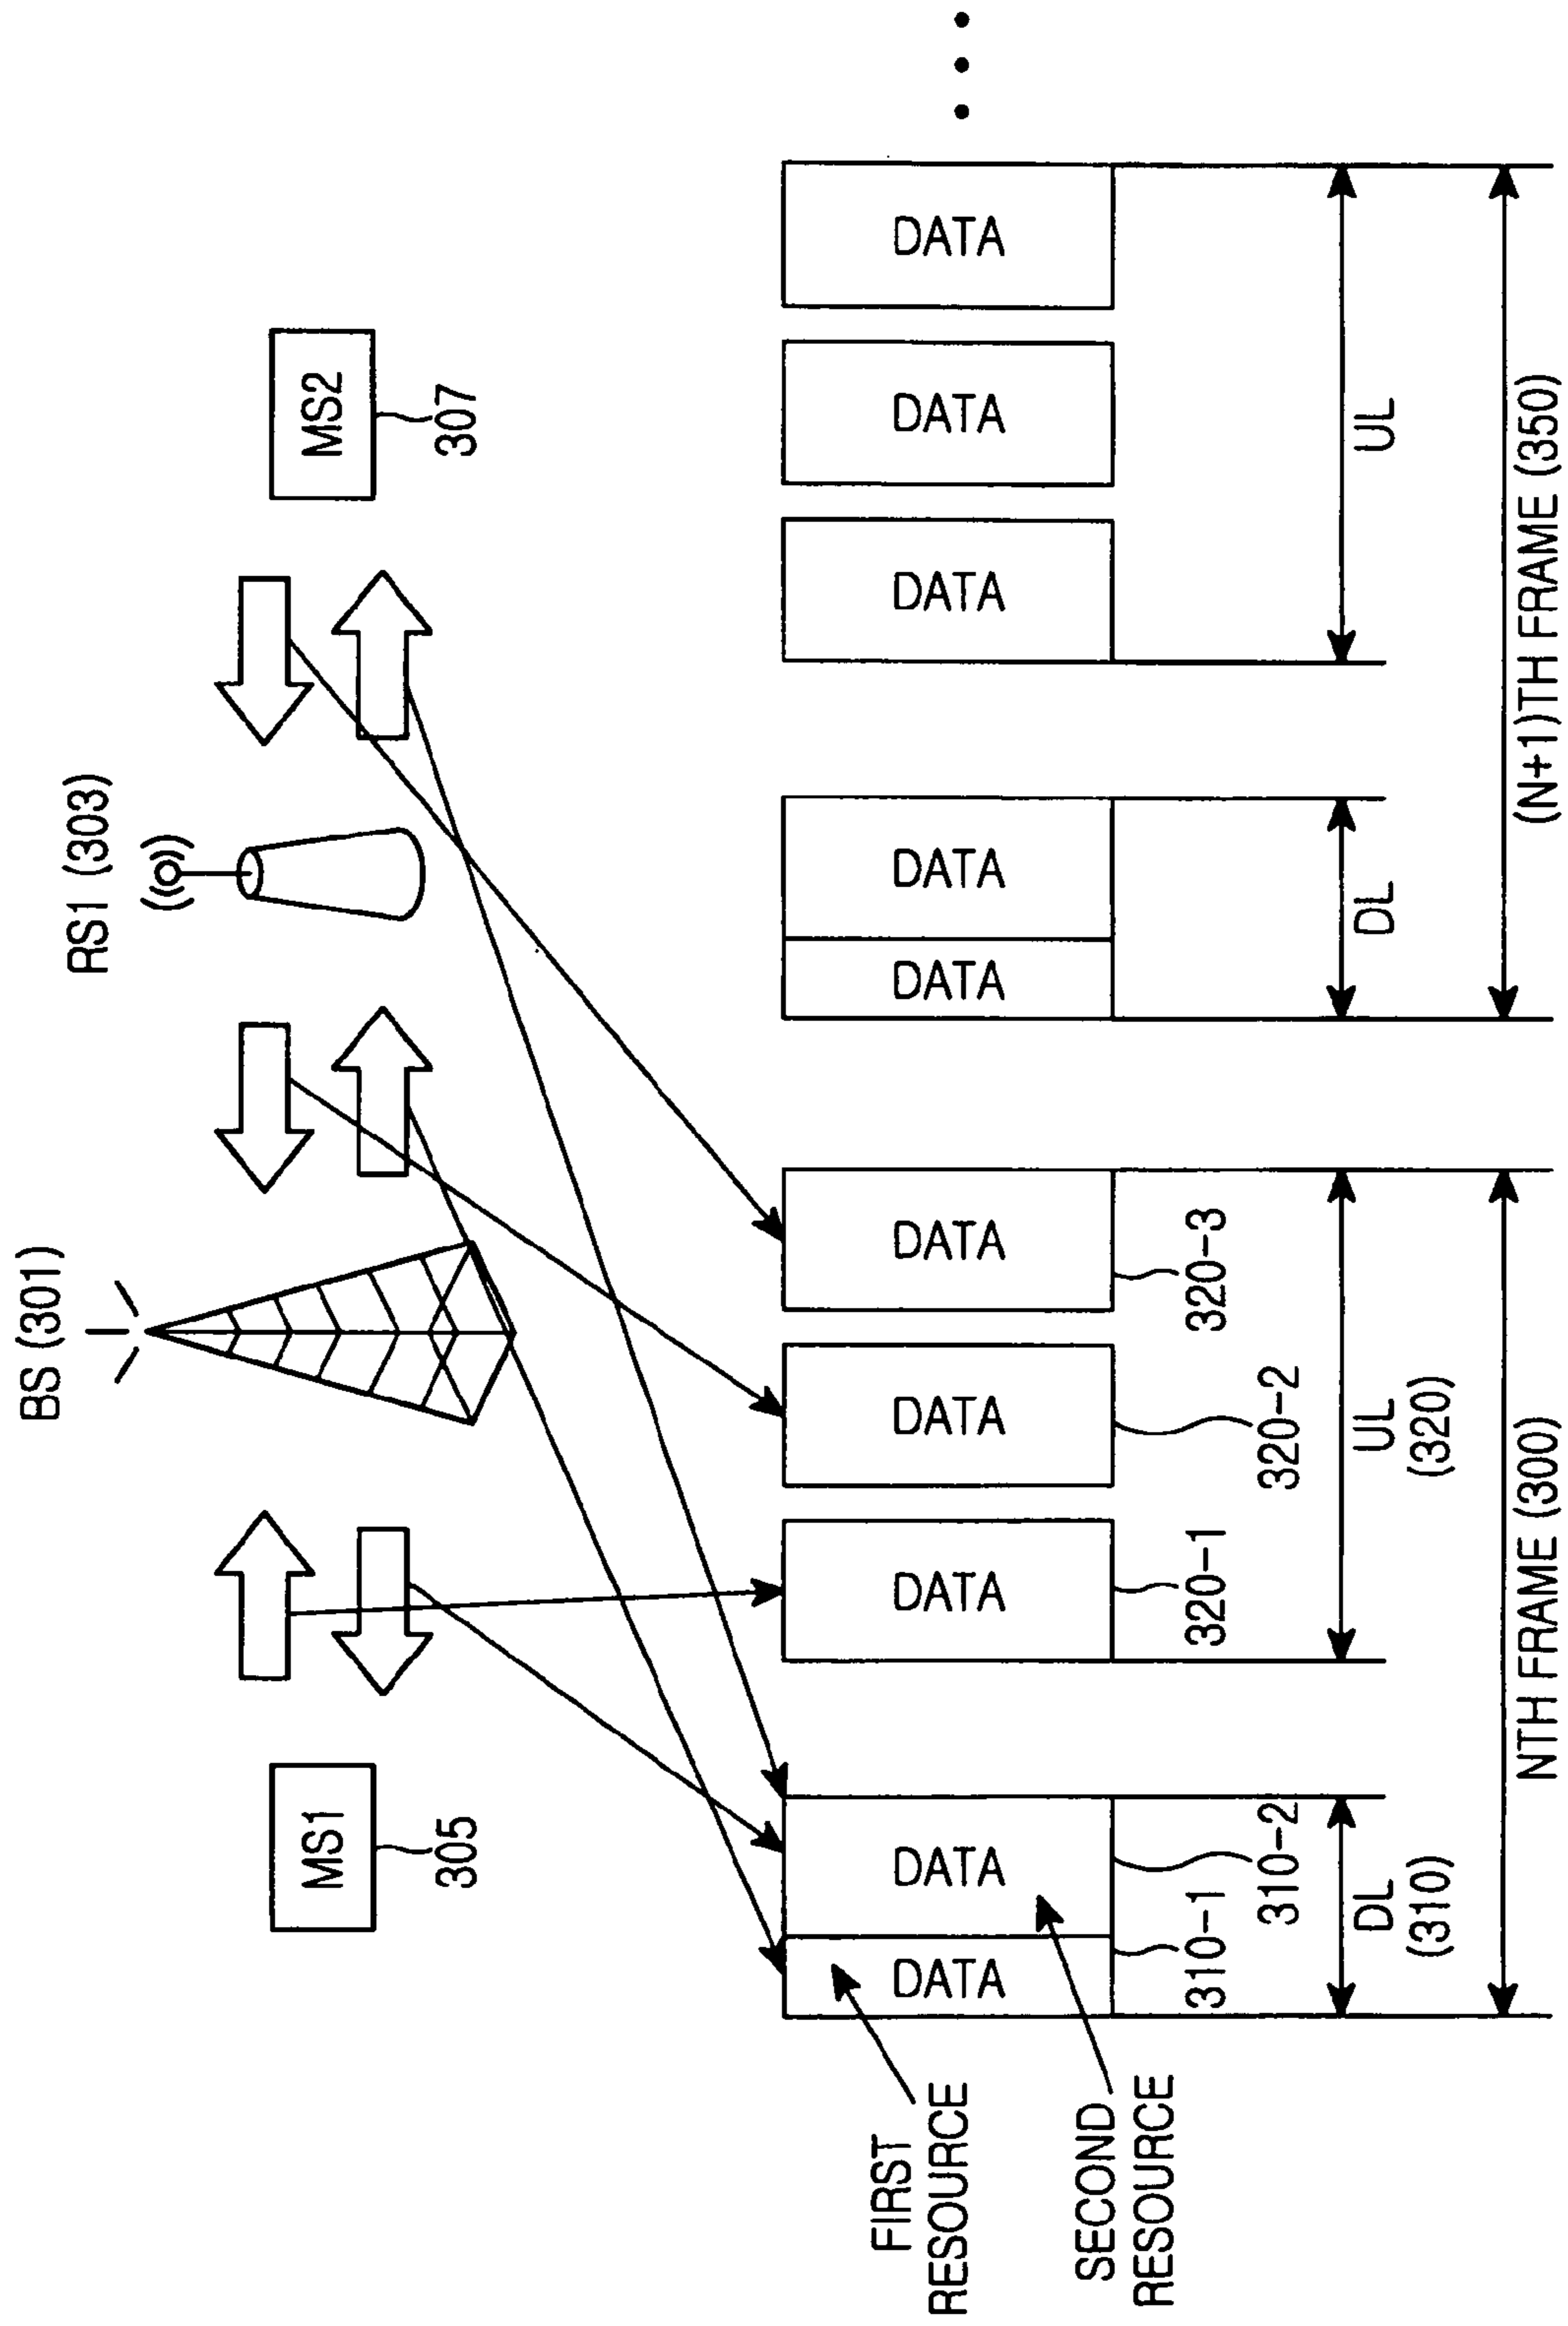 BS (301)
RS1 (303)
MS1
305
MS2
307
FIRST
RESOURCE
SECOND
RESOURCE
DATA
DATA
DATA
DATA
DATA
DATA
DATA
DATA
DATA
DATA
310-1
310-2
320-1
320-2
320-3
DL
(310)
UL
(320)
DL
UL
NTH FRAME (300)
(N+1)TH FRAME (350)